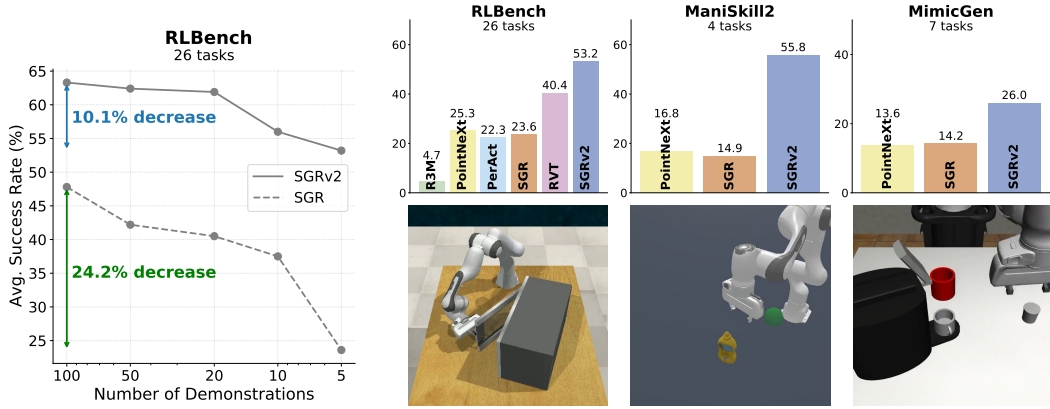 RLBench
26 tasks
Avg. Success Rate (%)
65
60
55
50
45
40
35
30
25
10.1% decrease
24.2% decrease
SGRv2
SGR
100
50
20
10
5
Number of Demonstrations
RLBench
26 tasks
60
40
20
0
4.7
25.3
22.3
23.6
40.4
53.2
R3M
PointNeXt
PerAct
SGR
RVT
SGRv2
ManiSkill2
4 tasks
60
40
20
0
16.8
14.9
55.8
PointNeXt
SGR
SGRv2
MimicGen
7 tasks
40
20
0
13.6
14.2
26.0
PointNeXt
SGR
SGRv2